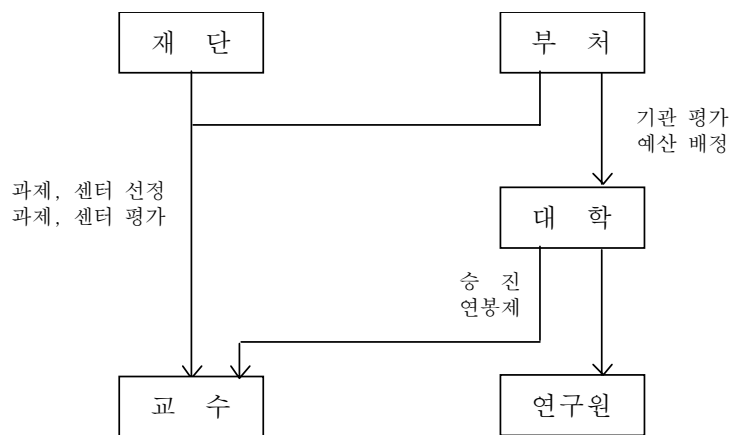 재 단
부 처
기관 평가
예산 배정
과제, 센터 선정
과제, 센터 평가
대 학
승 진
연봉제
교 수
연구원